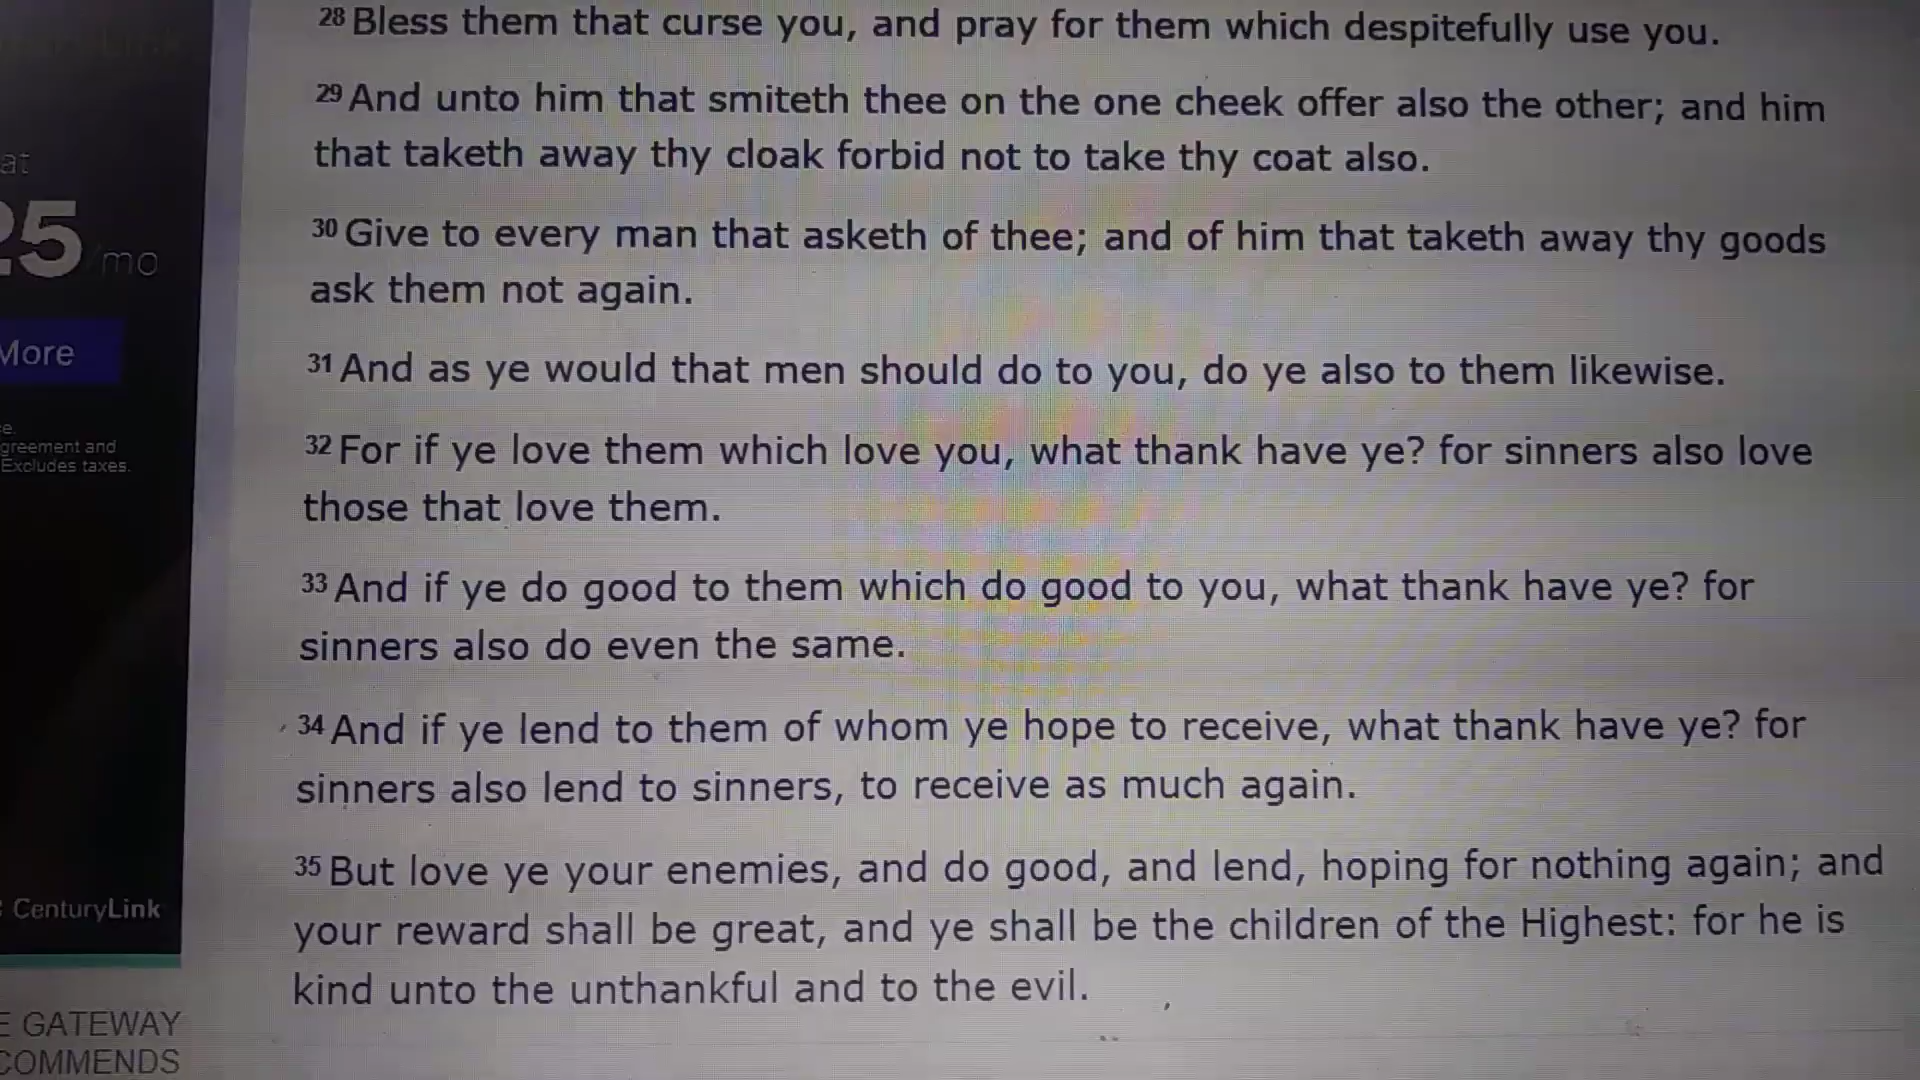 28 Bless them that curse you, and pray for them which despitefully use you.
29 And unto him that smiteth thee on the one cheek offer also the other; and him
that taketh away thy cloak forbid not to take thy coat also.
30 Give to every man that asketh of thee; and of him that taketh away thy goods
ask them not again.
31 And as ye would that men should do to you, do ye also to them likewise.
32 For if ye love them which love you, what thank have ye? for sinners also love
those that love them.
33 And if ye do good to them which do good to you, what thank have ye? for
sinners also do even the same.
34 And if ye lend to them of whom ye hope to receive, what thank have ye? for
sinners also lend to sinners, to receive as much again.
35 But love ye your enemies, and do good, and lend, hoping for nothing again; and
your reward shall be great, and ye shall be the children of the Highest: for he is
kind unto the unthankful and to the evil.
at
25/mo
More
e.
greement and
Excludes taxes.
CenturyLink
E GATEWAY
COMMENDS